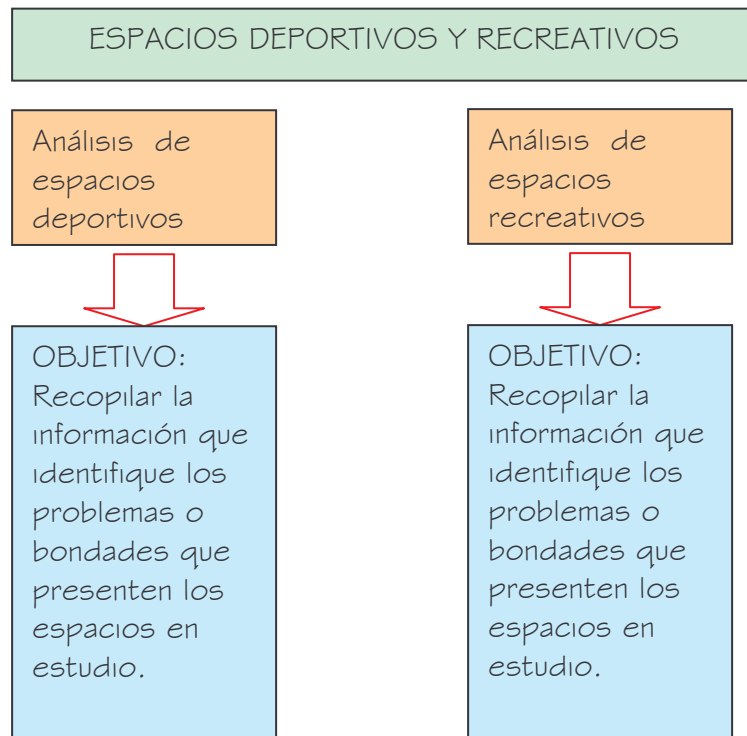 ESPACIOS DEPORTIVOS Y RECREATIVOS
Análisis de
espacios
deportivos
OBJETIVO:
Recopilar la
información que
identifique los
problemas o
bondades que
presenten los
espacios en
estudio.
Análisis de
espacios
recreativos
OBJETIVO:
Recopilar la
información que
identifique los
problemas o
bondades que
presenten los
espacios en
estudio.